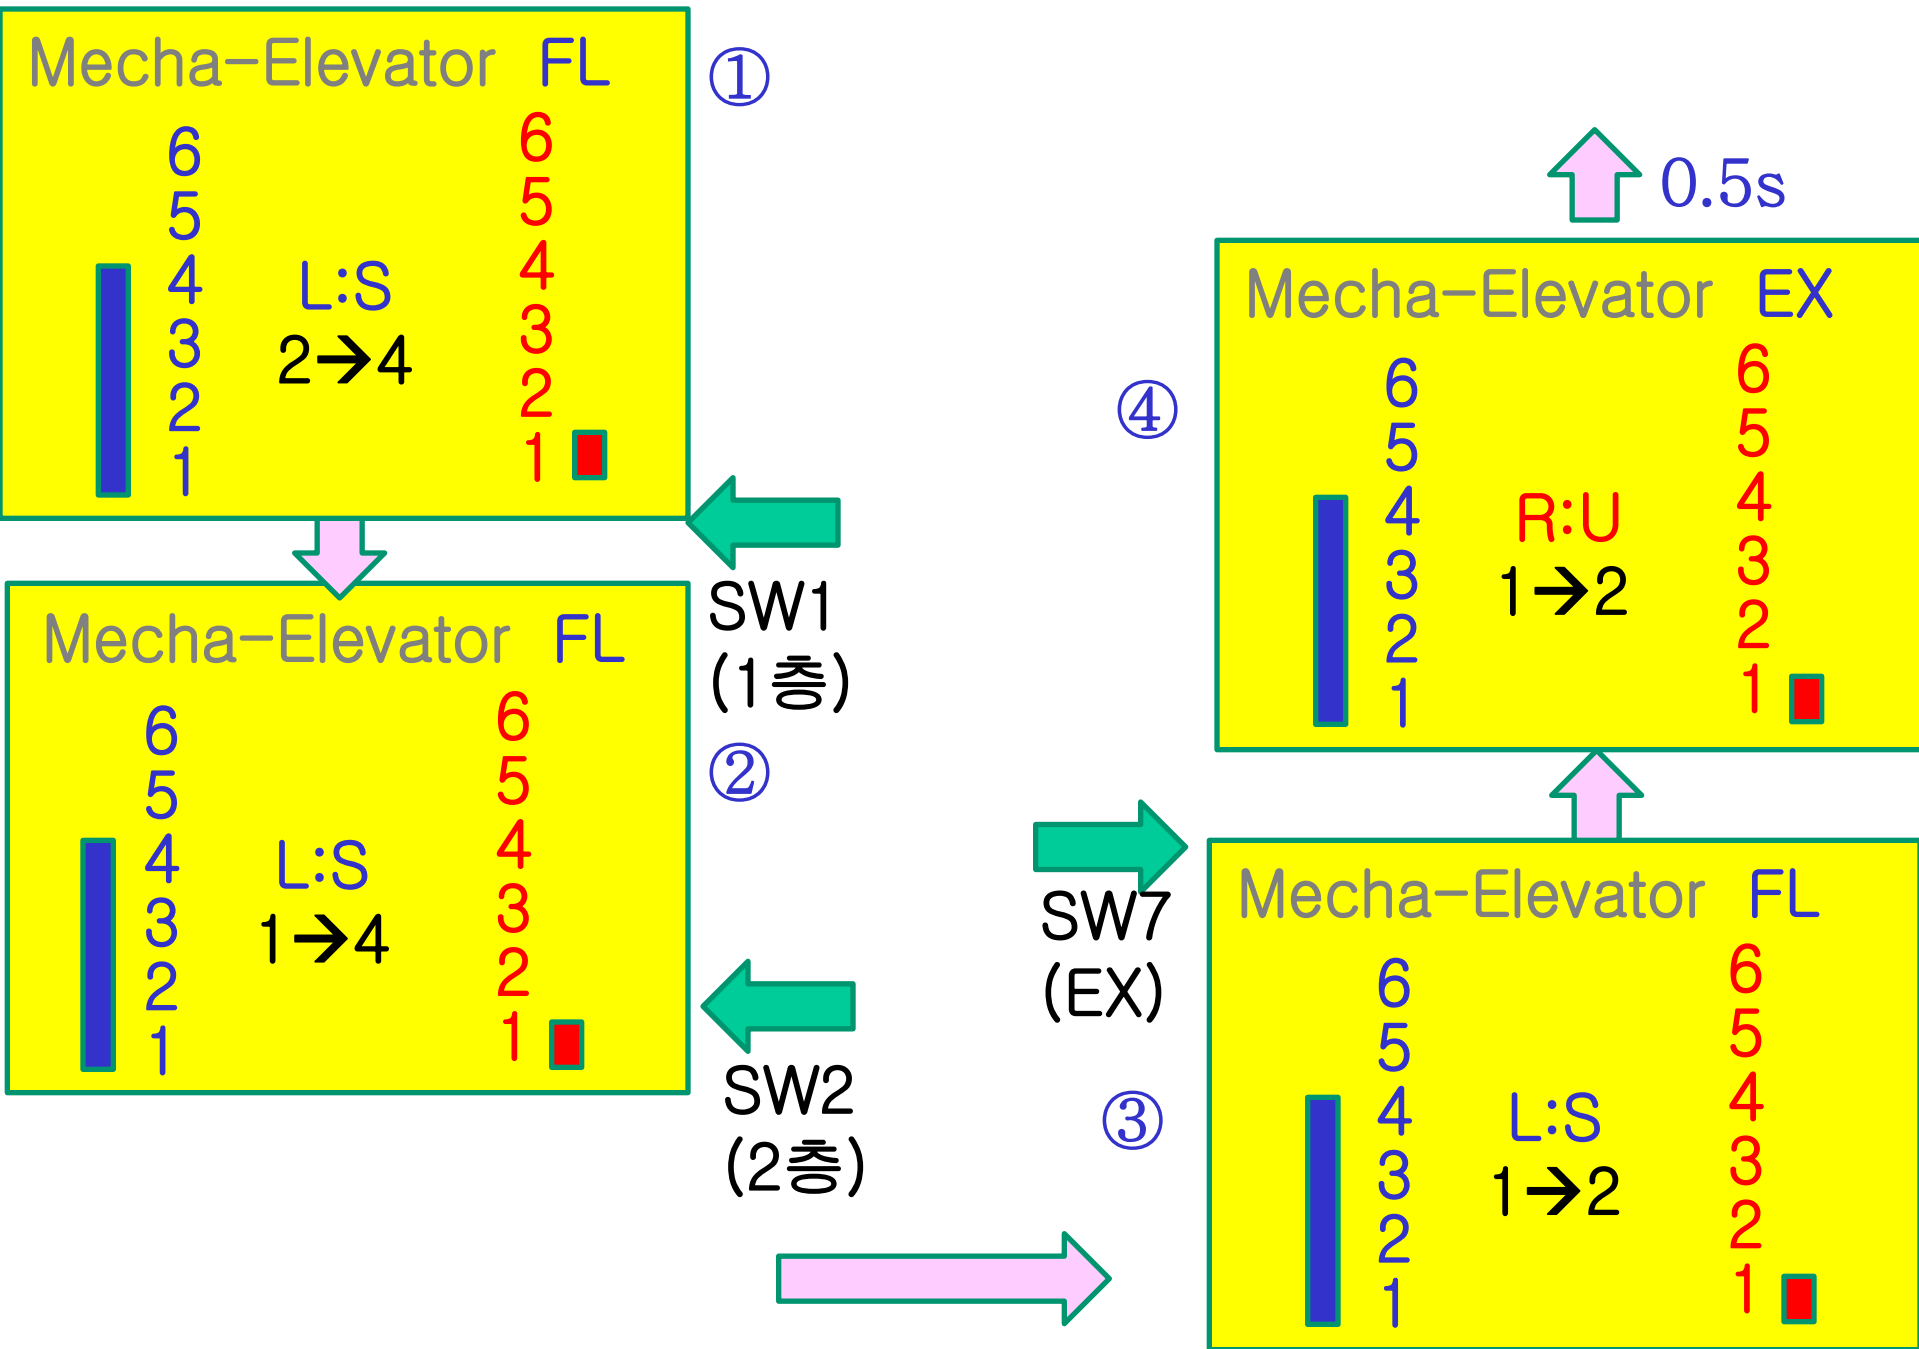 Mecha-Elevator FL
①
6 6
5 5
4 L:S 4
3 2→4 3
2 2
1 1
SW1
(1층)
Mecha-Elevator FL
②
6 6
5 5
4 L:S 4
3 1→4 3
2 2
1 1
SW2
(2층)
③
Mecha-Elevator FL
6 6
5 5
4 L:S 4
3 1→2 3
2 2
1 1
SW7
(EX)
④
Mecha-Elevator EX
6 6
5 5
4 R:U 4
3 1→2 3
2 2
1 1
0.5s